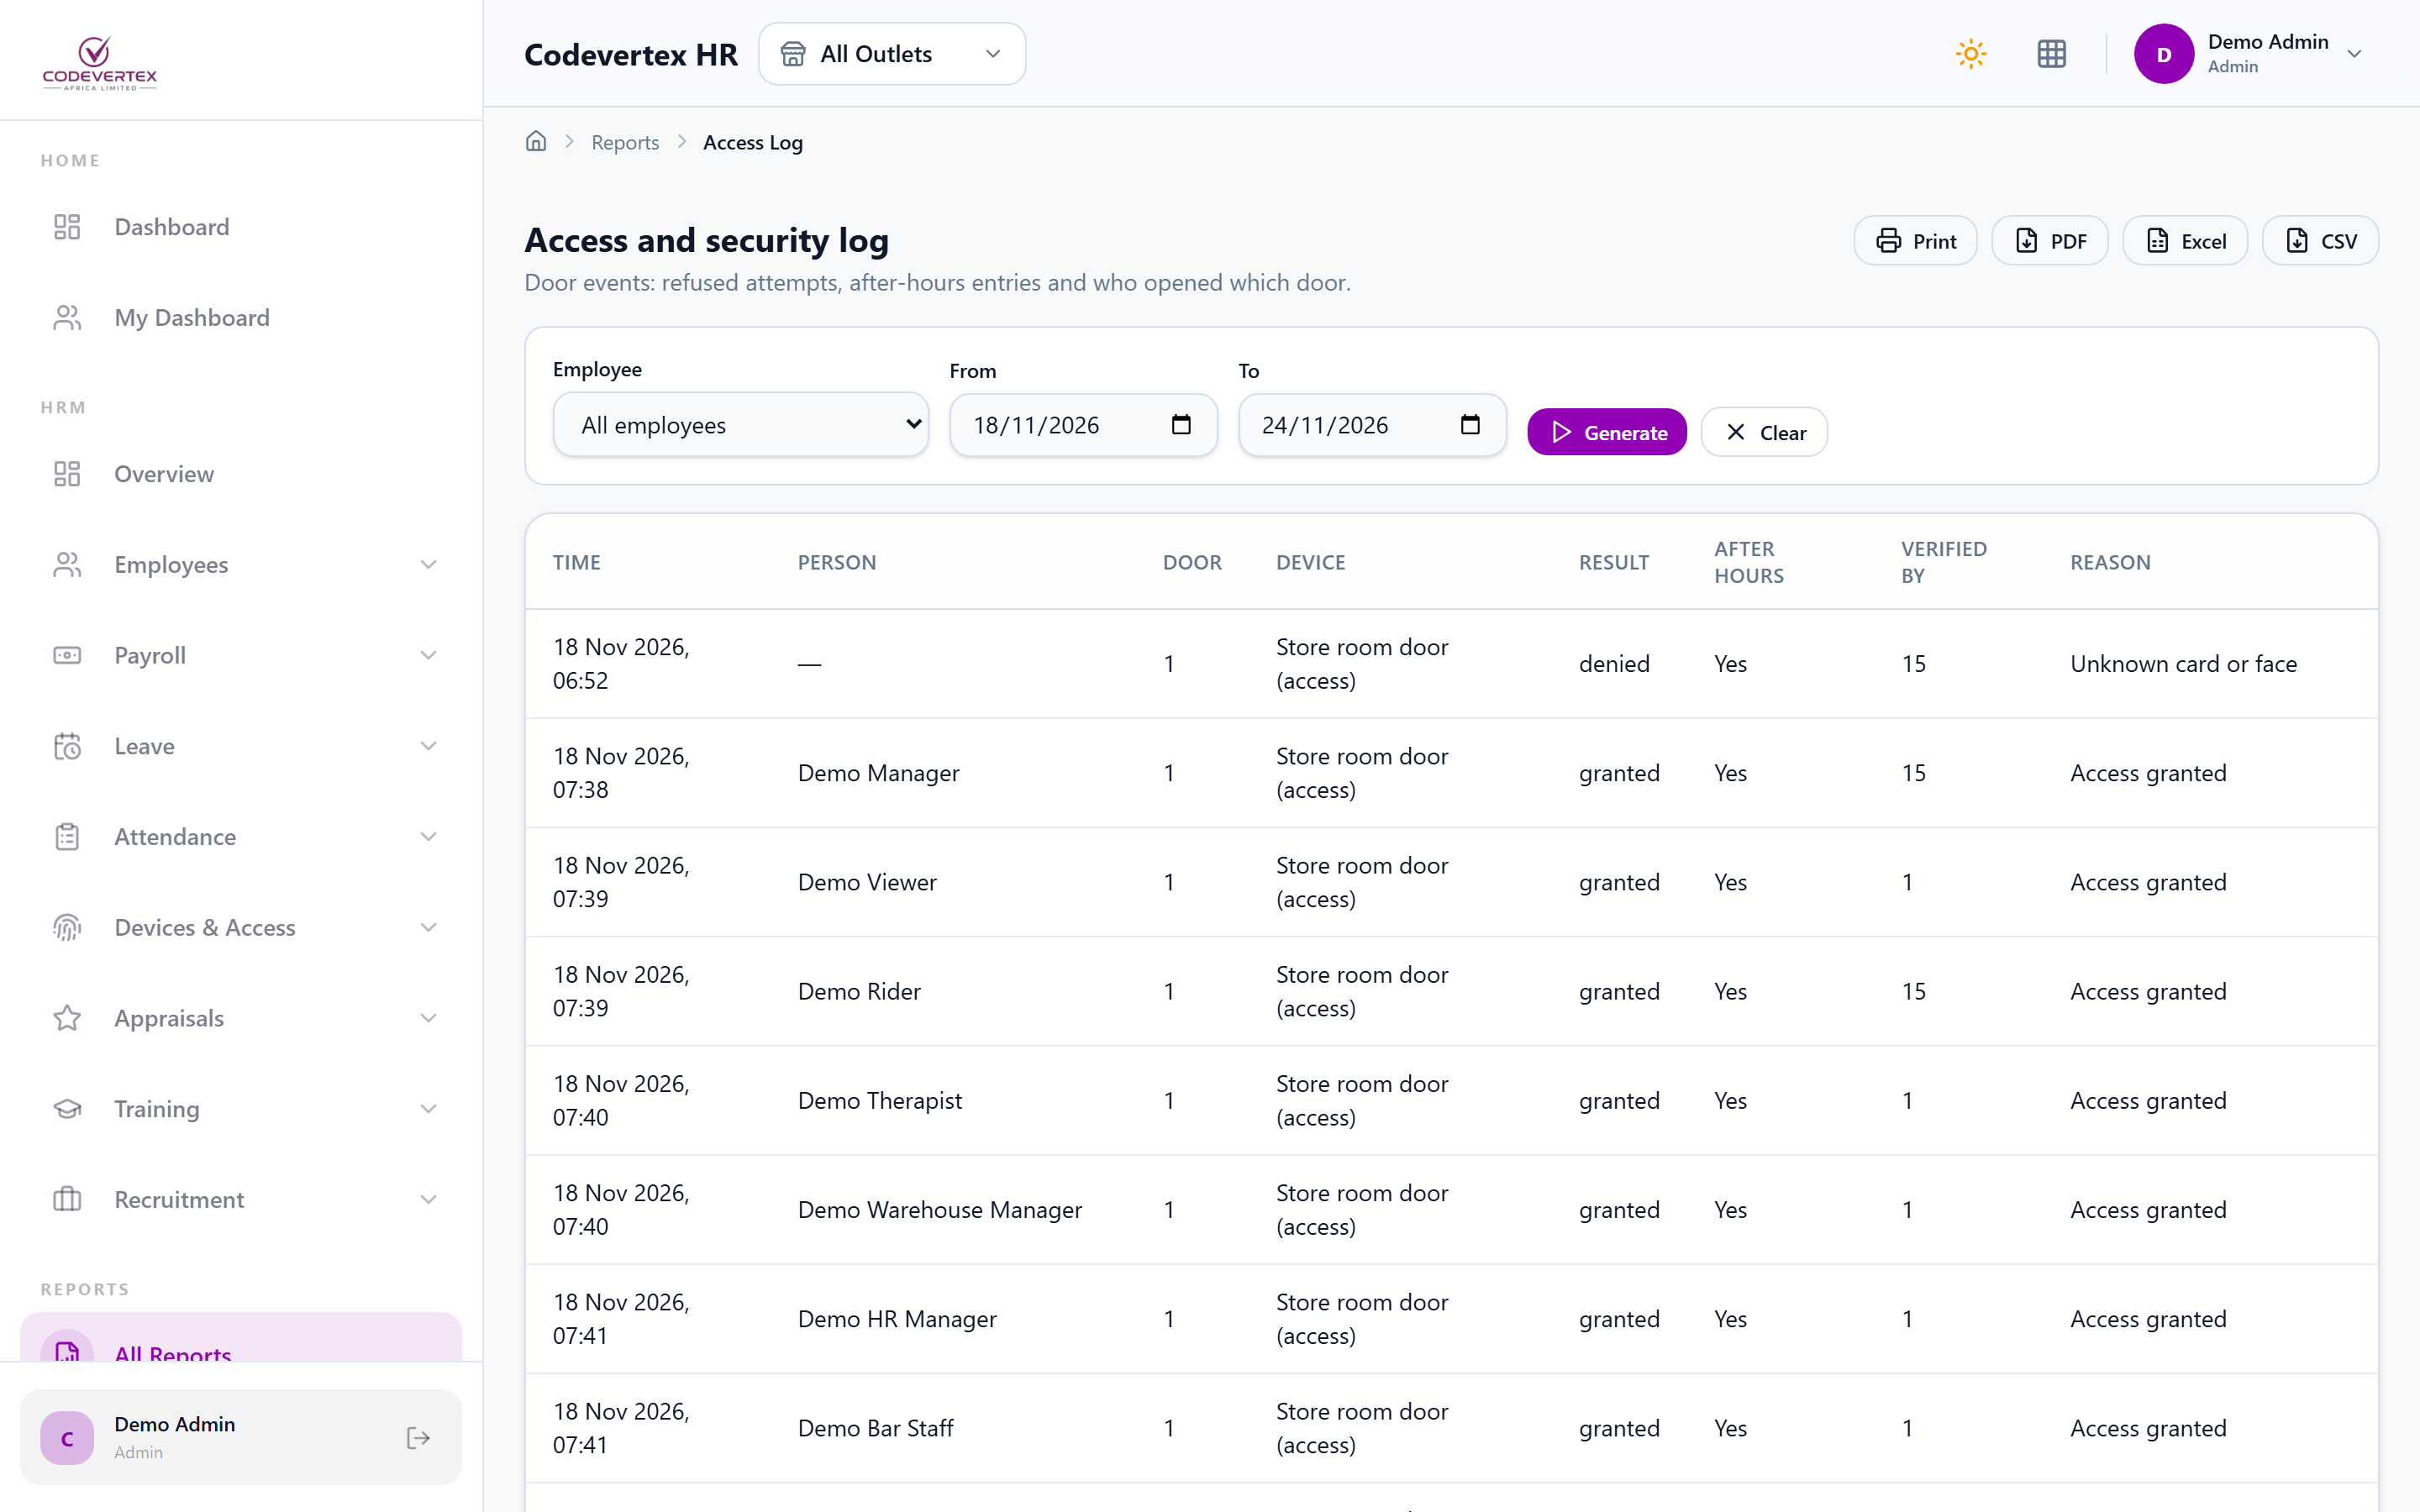 CODEVERTEX
AFRICA LIMITED
HOME
Dashboard
My Dashboard
HRM
Overview
Employees
Payroll
Leave
Attendance
Devices & Access
Appraisals
Training
Recruitment
REPORTS
All Reports
C
Demo Admin
Admin
Codevertex HR
All Outlets
D
Demo Admin
Admin
Reports
Access Log
Access and security log
Door events: refused attempts, after-hours entries and who opened which door.
Print
PDF
Excel
CSV
Employee
From
To
All employees
18/11/2026
24/11/2026
Generate
Clear
TIME PERSON DOOR DEVICE RESULT AFTER HOURS VERIFIED BY REASON
18 Nov 2026, 06:52 — 1 Store room door (access) denied Yes 15 Unknown card or face
18 Nov 2026, 07:38 Demo Manager 1 Store room door (access) granted Yes 15 Access granted
18 Nov 2026, 07:39 Demo Viewer 1 Store room door (access) granted Yes 1 Access granted
18 Nov 2026, 07:39 Demo Rider 1 Store room door (access) granted Yes 15 Access granted
18 Nov 2026, 07:40 Demo Therapist 1 Store room door (access) granted Yes 1 Access granted
18 Nov 2026, 07:40 Demo Warehouse Manager 1 Store room door (access) granted Yes 1 Access granted
18 Nov 2026, 07:41 Demo HR Manager 1 Store room door (access) granted Yes 1 Access granted
18 Nov 2026, 07:41 Demo Bar Staff 1 Store room door (access) granted Yes 1 Access granted